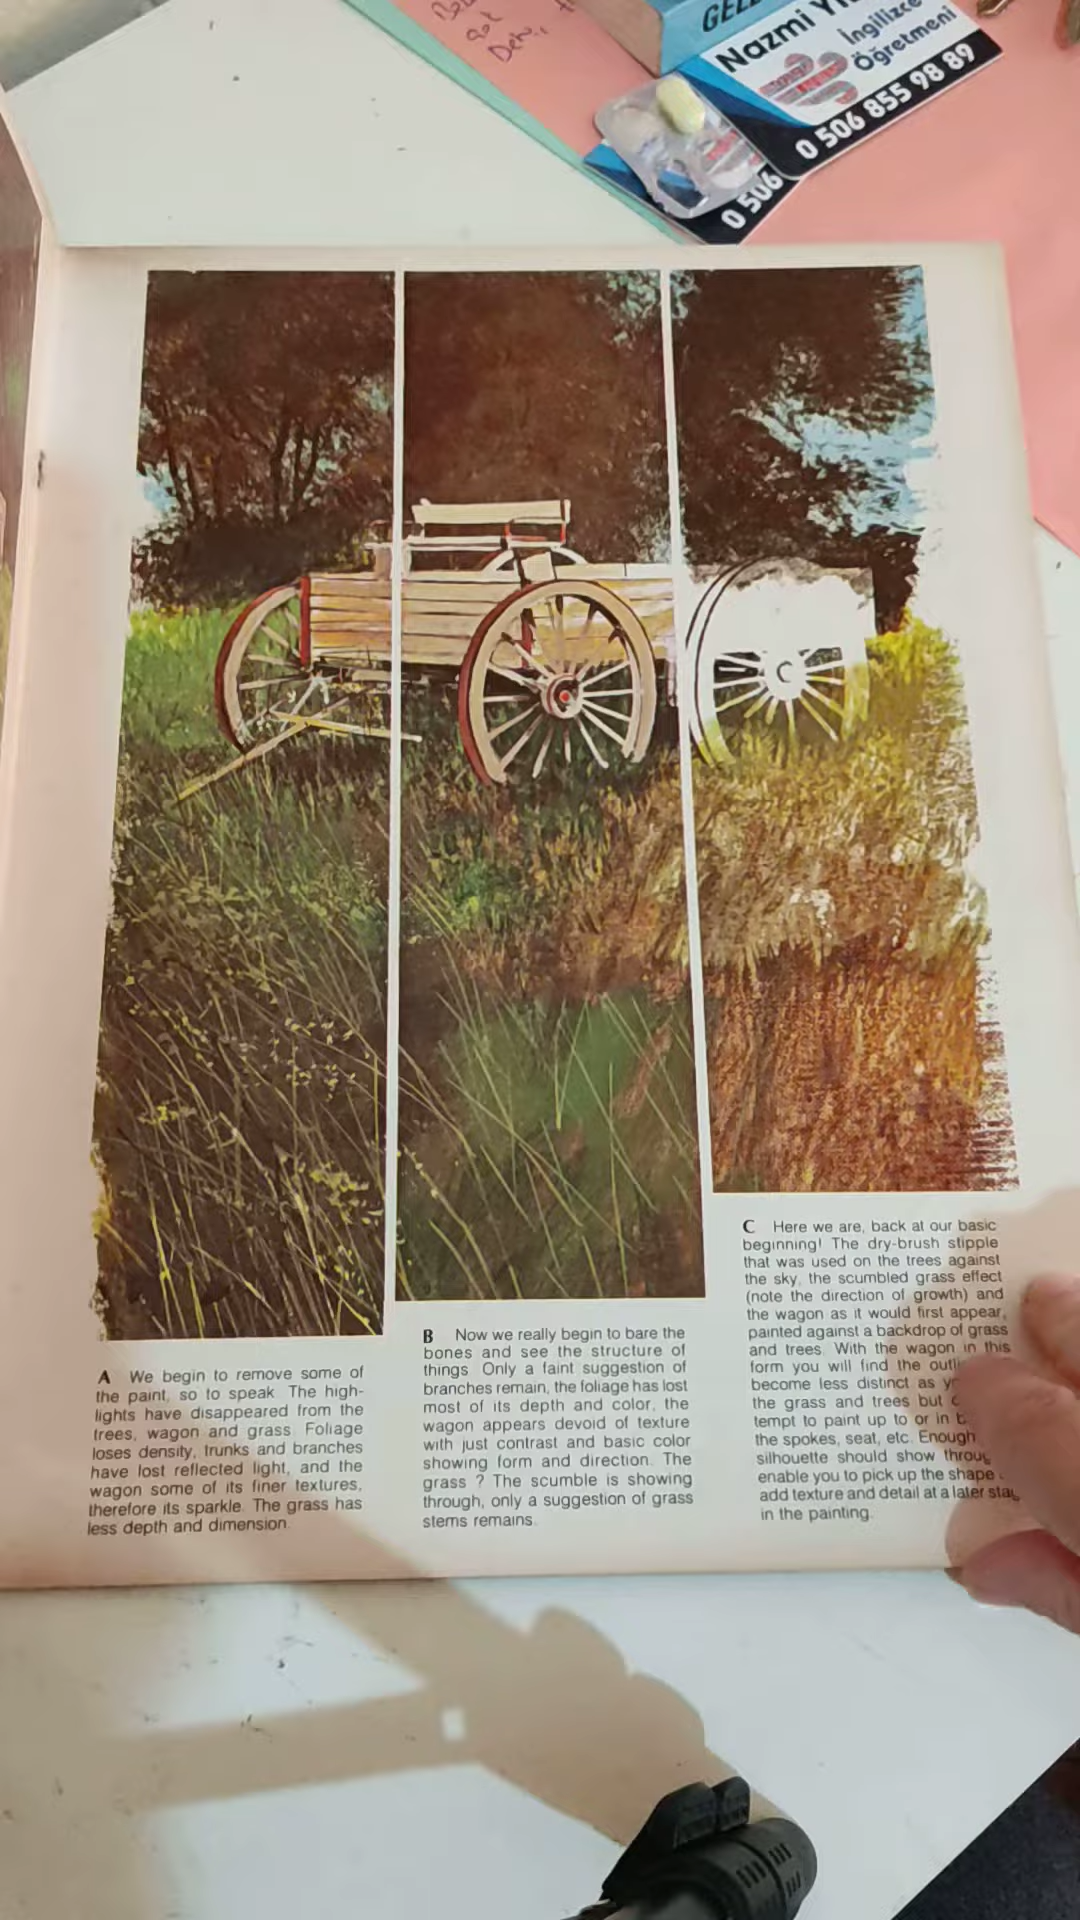 GELE
Nazmi Yı
İngilizce
Öğretmeni
0 506 855 98 89
0 506
A We begin to remove some of
the paint, so to speak. The high-
lights have disappeared from the
trees, wagon and grass. Foliage
loses density, trunks and branches
have lost reflected light, and the
wagon some of its finer textures,
therefore its sparkle. The grass has
less depth and dimension.
B Now we really begin to bare the
bones and see the structure of
things. Only a faint suggestion of
branches remain, the foliage has lost
most of its depth and color, the
wagon appears devoid of texture
with just contrast and basic color
showing form and direction. The
grass ? The scumble is showing
through, only a suggestion of grass
stems remains.
C Here we are, back at our basic
beginning! The dry-brush stipple
that was used on the trees against
the sky, the scumbled grass effect
(note the direction of growth) and
the wagon as it would first appear,
painted against a backdrop of grass
and trees. With the wagon in this
form you will find the
become less distinct as
the grass and trees but
tempt to paint up to or in
the spokes, seat, etc. Enough
silhouette should show
enable you to pick up the shape
add texture and detail at a later
in the painting.